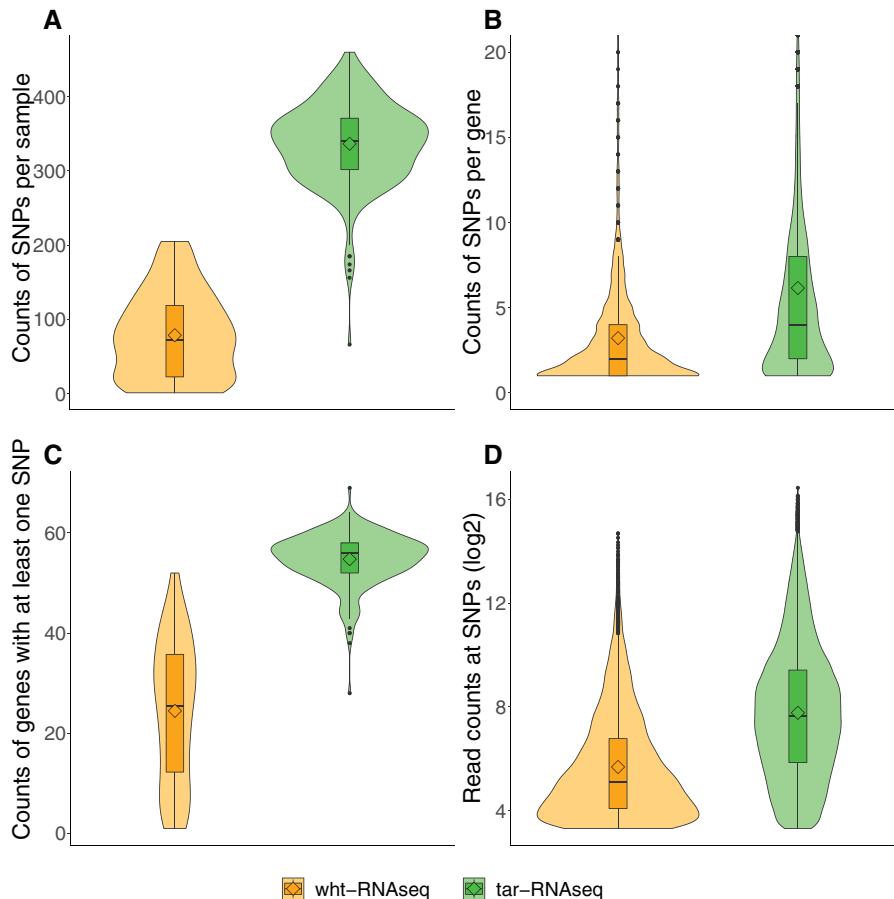 A
Counts of SNPs per sample
400
300
200
100
0
B
Counts of SNPs per gene
20
15
10
5
0
C
Counts of genes with at least one SNP
60
40
20
0
D
Read counts at SNPs (log2)
16
12
8
4
wht−RNAseq tar−RNAseq